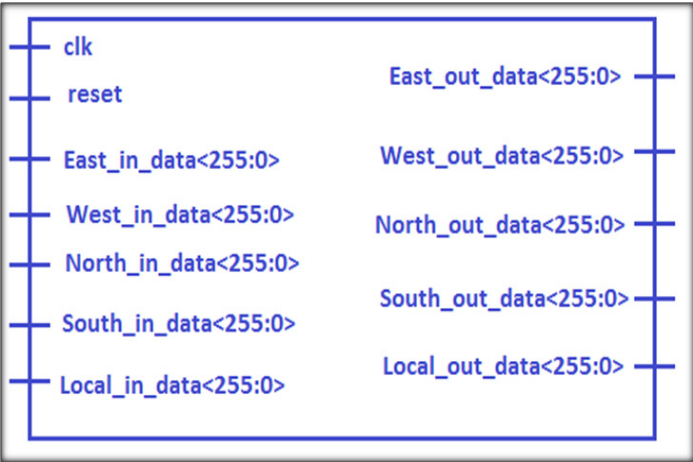 clk
reset
East_in_data<255:0>
West_in_data<255:0>
North_in_data<255:0>
South_in_data<255:0>
Local_in_data<255:0>
East_out_data<255:0>
West_out_data<255:0>
North_out_data<255:0>
South_out_data<255:0>
Local_out_data<255:0>